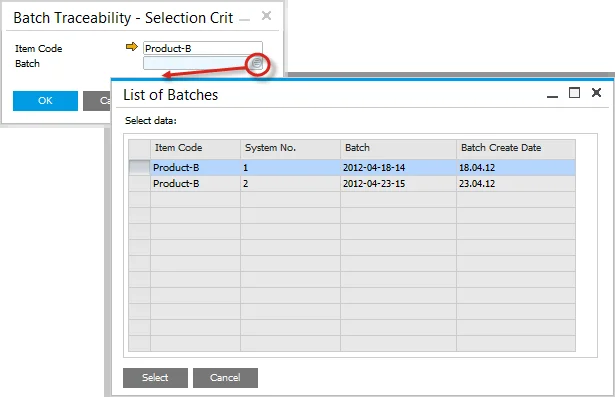 Batch Traceability - Selection Crit
Item Code Product-B
Batch
OK
List of Batches
Select data:
Item Code System No. Batch Batch Create Date
Product-B 1 2012-04-18-14 18.04.12
Product-B 2 2012-04-23-15 23.04.12
Select Cancel